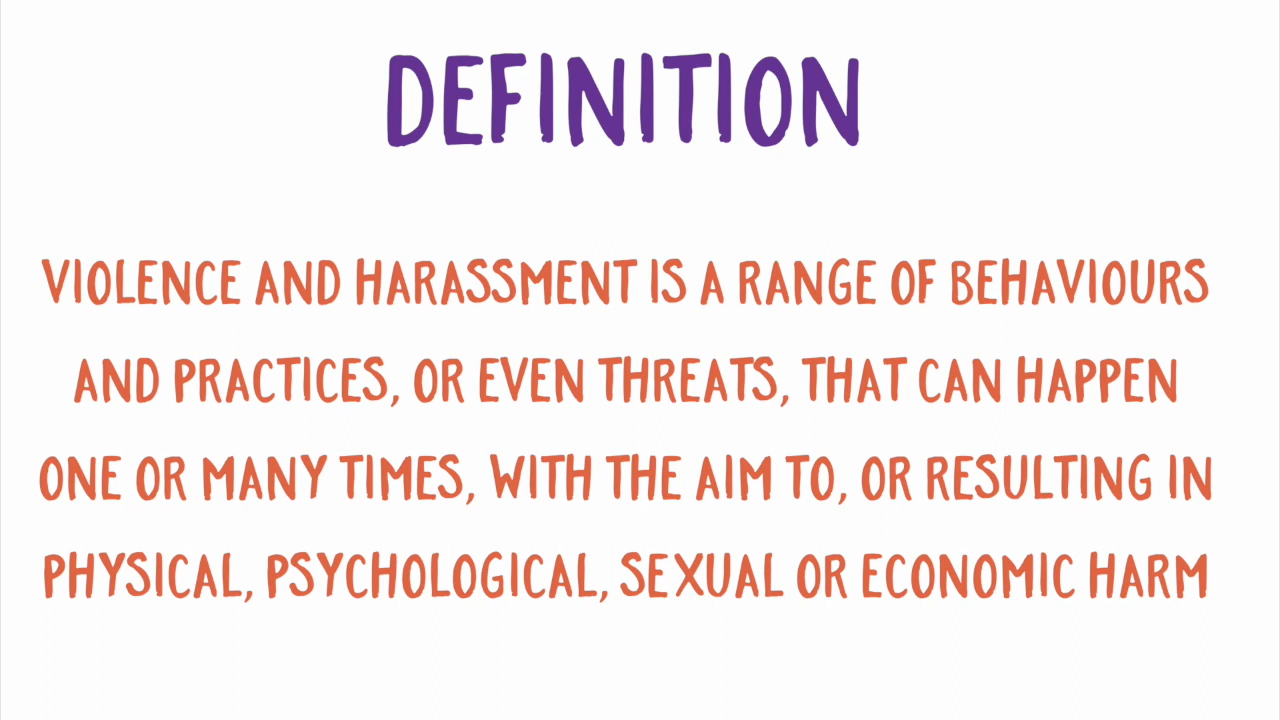 DEFINITION
VIOLENCE AND HARASSMENT IS A RANGE OF BEHAVIOURS
AND PRACTICES, OR EVEN THREATS, THAT CAN HAPPEN
ONE OR MANY TIMES, WITH THE AIM TO, OR RESULTING IN
PHYSICAL, PSYCHOLOGICAL, SEXUAL OR ECONOMIC HARM